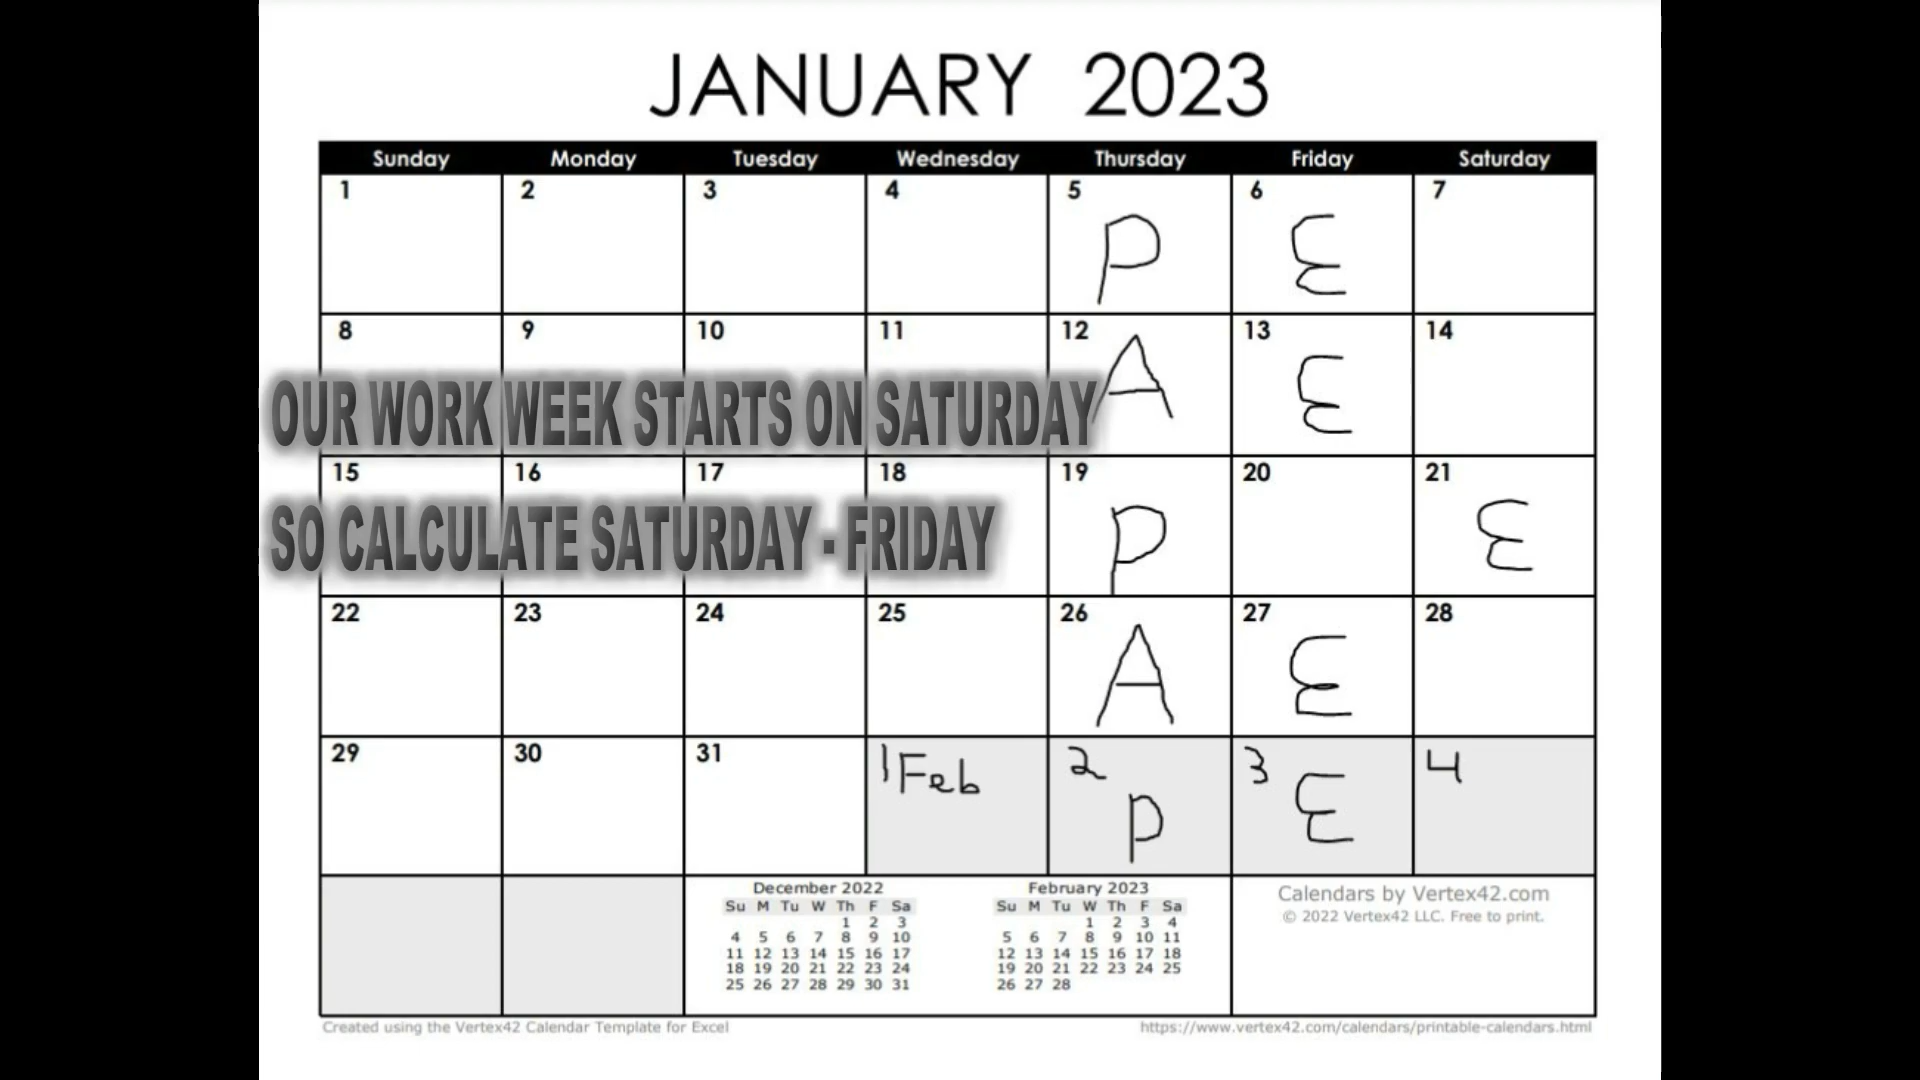 JANUARY 2023
Sunday Monday Tuesday Wednesday Thursday Friday Saturday
1 2 3 4 5 6 7
P E
8 9 10 11 12 13 14
A E
OUR WORK WEEK STARTS ON SATURDAY
15 16 17 18 19 20 21
P E
SO CALCULATE SATURDAY - FRIDAY
22 23 24 25 26 27 28
A E
29 30 31 1 Feb 2 3 4
P E
December 2022 February 2023
Su M Tu W Th F Sa Su M Tu W Th F Sa
1 2 3 1 2 3 4
4 5 6 7 8 9 10 5 6 7 8 9 10 11
11 12 13 14 15 16 17 12 13 14 15 16 17 18
18 19 20 21 22 23 24 19 20 21 22 23 24 25
25 26 27 28 29 30 31 26 27 28
Calendars by Vertex42.com
© 2022 Vertex42 LLC. Free to print.
Created using the Vertex42 Calendar Template for Excel https://www.vertex42.com/calendars/printable-calendars.html